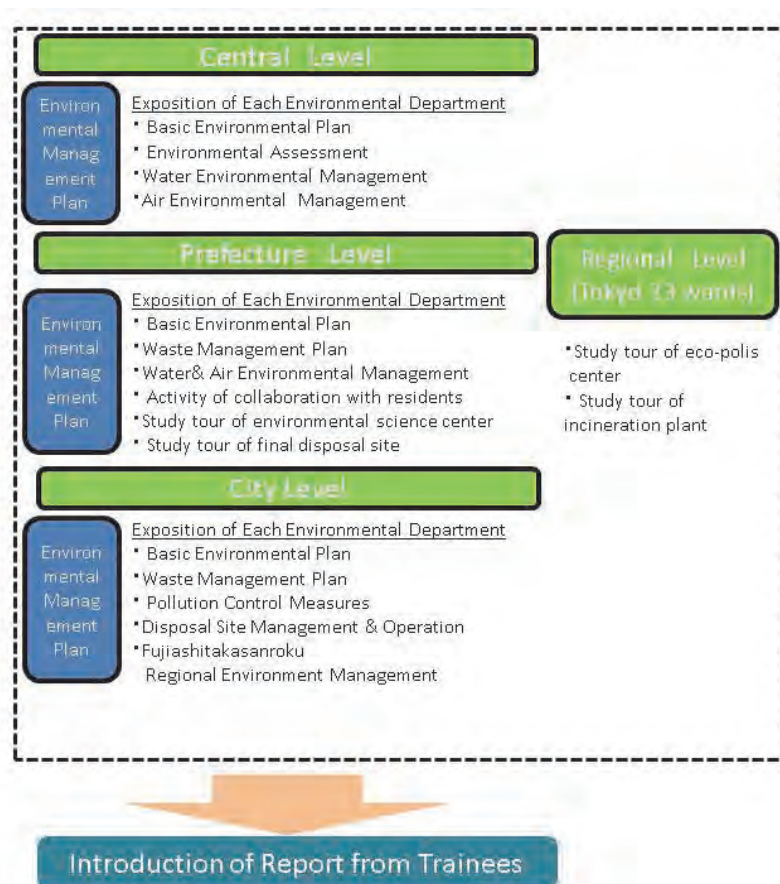 Central Level
Environ
mental
Manag
ement
Plan
Exposition of Each Environmental Department
• Basic Environmental Plan
• Environmental Assessment
• Water Environmental Management
• Air Environmental Management
Prefecture Level
Environ
mental
Manag
ement
Plan
Exposition of Each Environmental Department
• Basic Environmental Plan
• Waste Management Plan
• Water& Air Environmental Management
• Activity of collaboration with residents
• Study tour of environmental science center
• Study tour of final disposal site
Regional Level
(Tokyo 23 wards)
• Study tour of eco-polis
center
• Study tour of
incineration plant
City Level
Environ
mental
Manag
ement
Plan
Exposition of Each Environmental Department
• Basic Environmental Plan
• Waste Management Plan
• Pollution Control Measures
• Disposal Site Management & Operation
• Fujiashitakasanroku
Regional Environment Management
Introduction of Report from Trainees